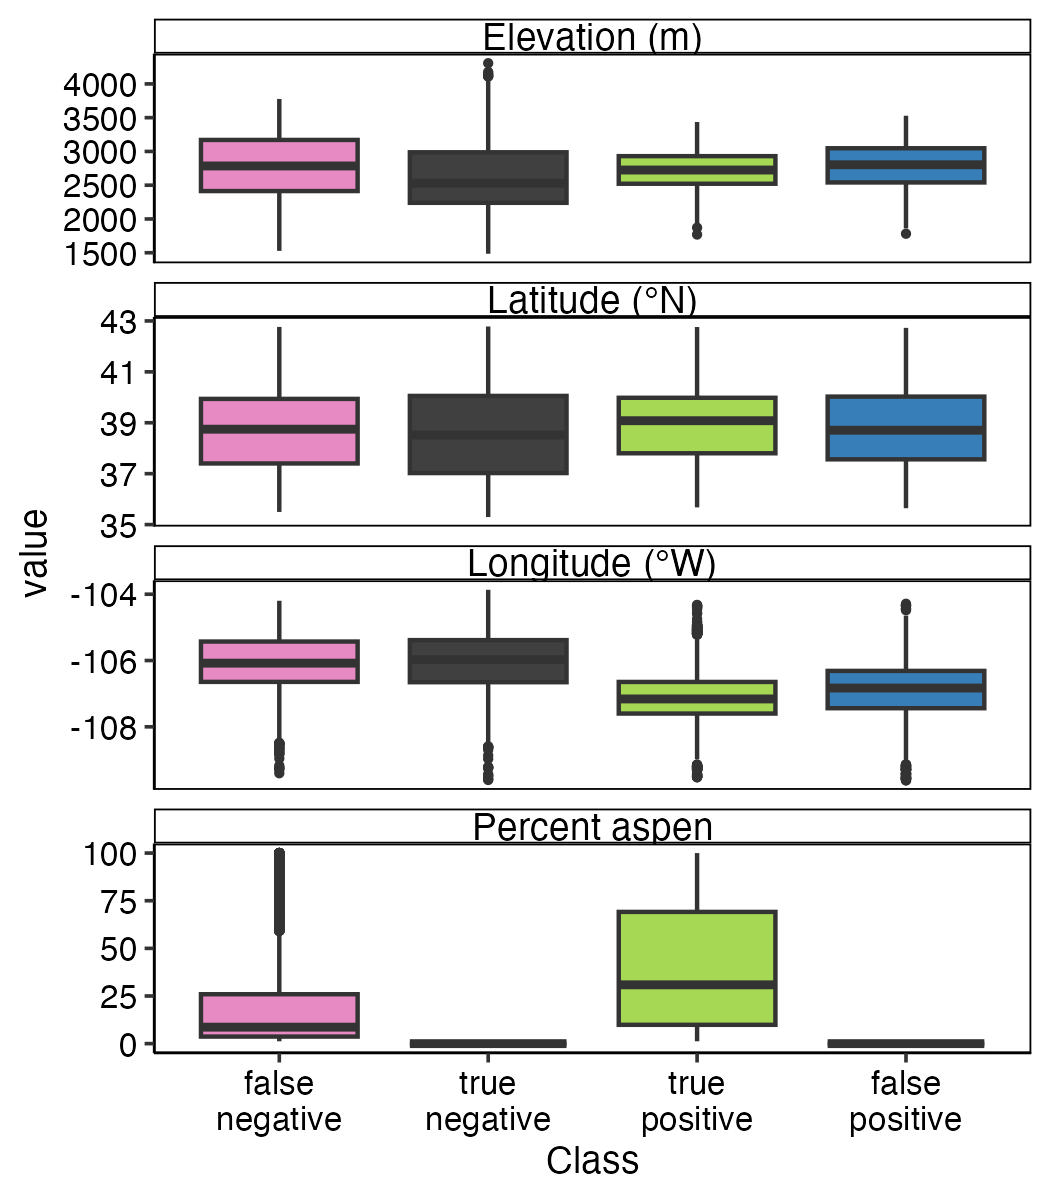 Elevation (m)
4000
3500
3000
2500
2000
1500
Latitude (°N)
43
41
39
37
35
value
Longitude (°W)
-104
-106
-108
Percent aspen
100
75
50
25
0
false negative
true negative
true positive
false positive
Class